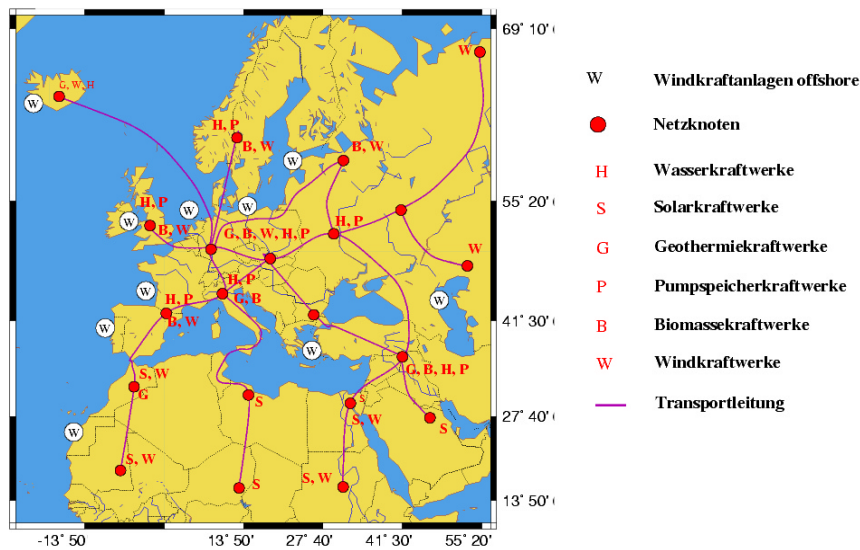 69° 10' (
W
G, W, H
W
W
Windkraftanlagen offshore
H, P
B, W
Netzknoten
W
B, W
H
Wasserkraftwerke
55° 20' (
H, P
W
W
S
Solarkraftwerke
W
B, W
G, B, W, H, P
H, P
G
Geothermiekraftwerke
W
H, P
G, B
W
P
Pumpspeicherkraftwerke
W
H, P
B, W
41° 30' (
W
B
Biomassekraftwerke
W
G, B, H, P
W
Windkraftwerke
S, W
G
S
S
S, W
Transportleitung
27° 40' (
W
S
S, W
S
S, W
13° 50' (
-13° 50
13° 50'
27° 40'
41° 30'
55° 20'